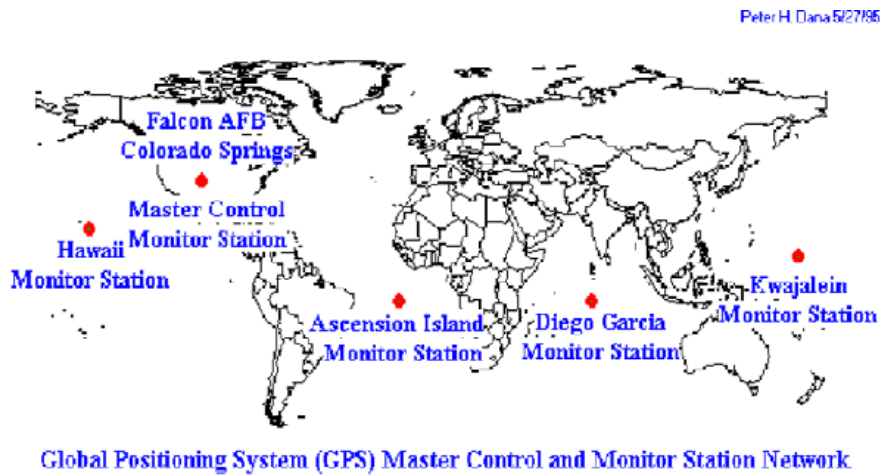 Peter H. Dana 5/27/95
Falcon AFB
Colorado Springs
Master Control
Monitor Station
Hawaii
Monitor Station
Ascension Island
Monitor Station
Diego Garcia
Monitor Station
Kwajalein
Monitor Station
Global Positioning System (GPS) Master Control and Monitor Station Network